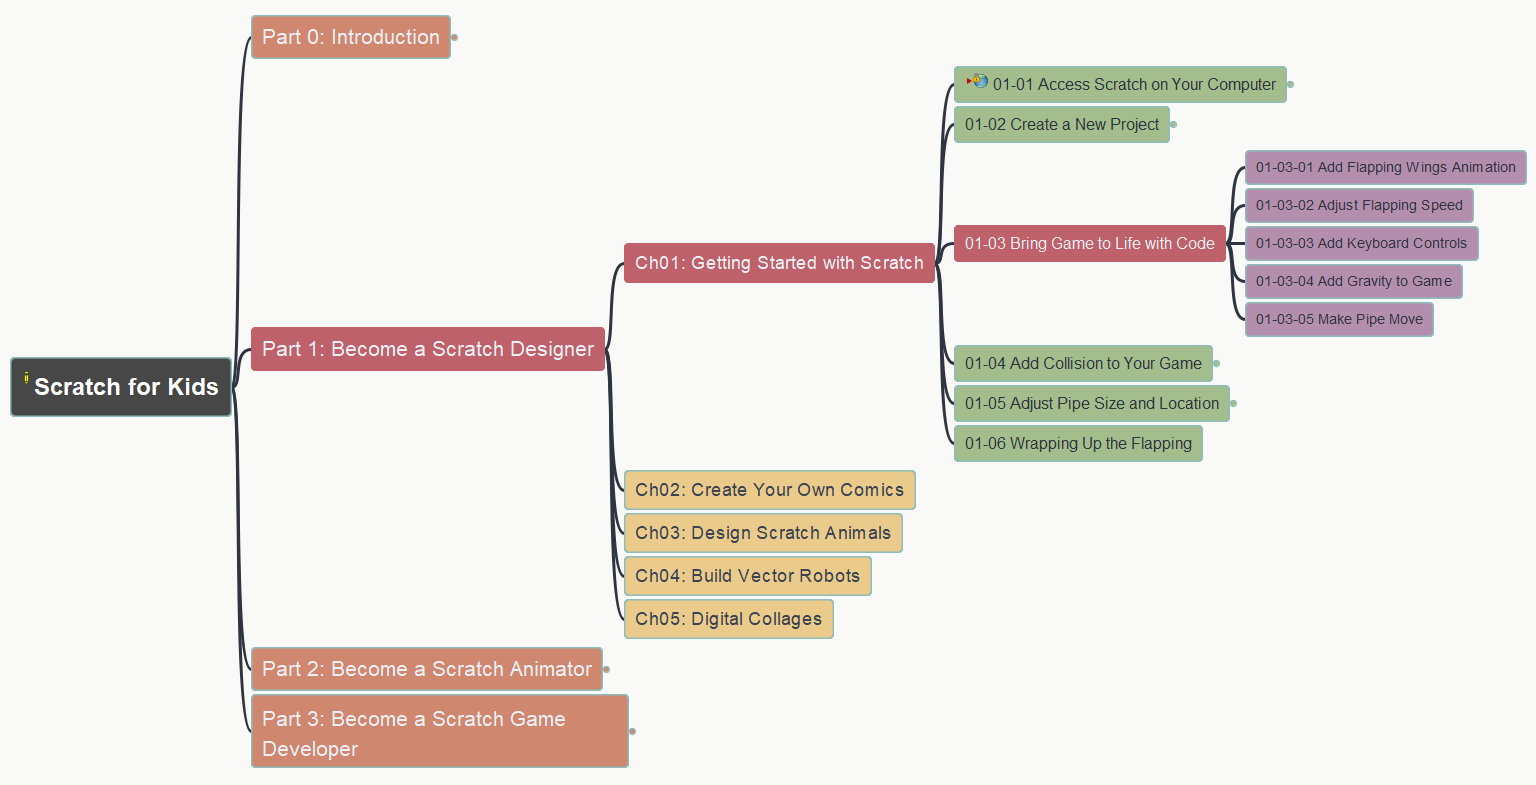 Scratch for Kids
Part 0: Introduction
Part 1: Become a Scratch Designer
Ch01: Getting Started with Scratch
01-01 Access Scratch on Your Computer
01-02 Create a New Project
01-03 Bring Game to Life with Code
01-03-01 Add Flapping Wings Animation
01-03-02 Adjust Flapping Speed
01-03-03 Add Keyboard Controls
01-03-04 Add Gravity to Game
01-03-05 Make Pipe Move
01-04 Add Collision to Your Game
01-05 Adjust Pipe Size and Location
01-06 Wrapping Up the Flapping
Ch02: Create Your Own Comics
Ch03: Design Scratch Animals
Ch04: Build Vector Robots
Ch05: Digital Collages
Part 2: Become a Scratch Animator
Part 3: Become a Scratch Game
Developer